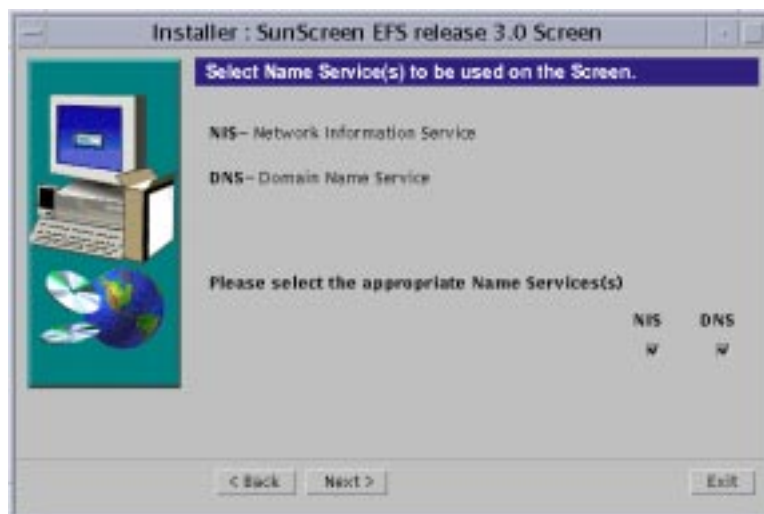 Installer : SunScreen EFS release 3.0 Screen
Select Name Service(s) to be used on the Screen.
NIS– Network Information Service
DNS– Domain Name Service
Please select the appropriate Name Services(s)
NIS DNS
< Back Next > Exit